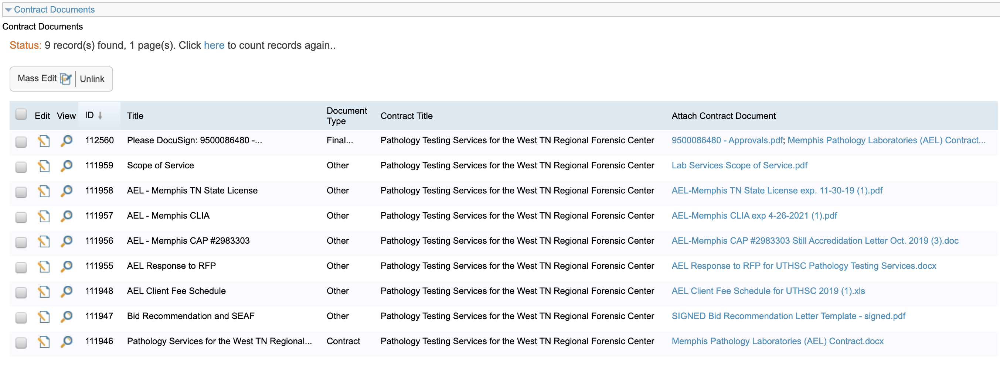 Contract Documents
Contract Documents
Status: 9 record(s) found, 1 page(s). Click here to count records again..
Mass Edit Unlink
Edit View ID Title Document Type Contract Title Attach Contract Document
112560 Please DocuSign: 9500086480 -... Final... Pathology Testing Services for the West TN Regional Forensic Center 9500086480 - Approvals.pdf; Memphis Pathology Laboratories (AEL) Contract...
111959 Scope of Service Other Pathology Testing Services for the West TN Regional Forensic Center Lab Services Scope of Service.pdf
111958 AEL - Memphis TN State License Other Pathology Testing Services for the West TN Regional Forensic Center AEL-Memphis TN State License exp. 11-30-19 (1).pdf
111957 AEL - Memphis CLIA Other Pathology Testing Services for the West TN Regional Forensic Center AEL-Memphis CLIA exp 4-26-2021 (1).pdf
111956 AEL - Memphis CAP #2983303 Other Pathology Testing Services for the West TN Regional Forensic Center AEL-Memphis CAP #2983303 Still Accredidation Letter Oct. 2019 (3).doc
111955 AEL Response to RFP Other Pathology Testing Services for the West TN Regional Forensic Center AEL Response to RFP for UTHSC Pathology Testing Services.docx
111948 AEL Client Fee Schedule Other Pathology Testing Services for the West TN Regional Forensic Center AEL Client Fee Schedule for UTHSC 2019 (1).xls
111947 Bid Recommendation and SEAF Other Pathology Testing Services for the West TN Regional Forensic Center SIGNED Bid Recommendation Letter Template - signed.pdf
111946 Pathology Services for the West TN Regional... Contract Pathology Testing Services for the West TN Regional Forensic Center Memphis Pathology Laboratories (AEL) Contract.docx